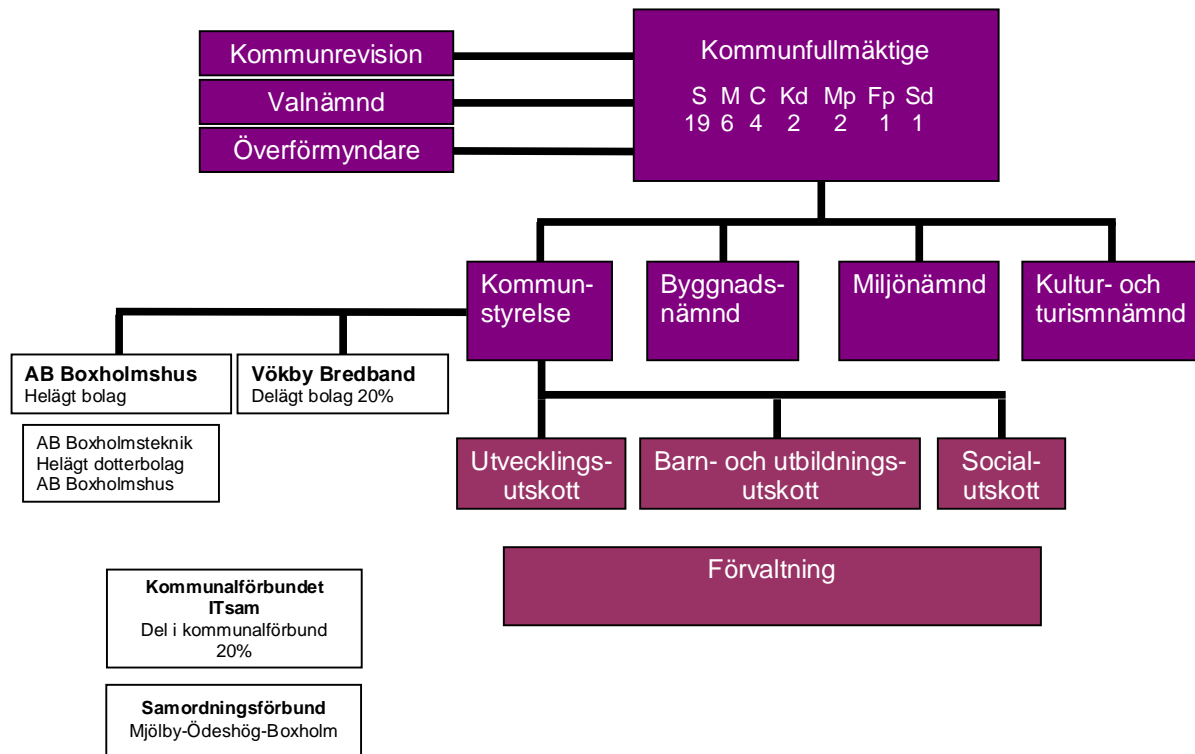 Kommunrevision
Valnämnd
Överförmyndare
Kommunfullmäktige
S M C Kd Mp Fp Sd
19 6 4 2 2 1 1
Kommun-
styrelse
Byggnads-
nämnd
Miljönämnd
Kultur- och
turismnämnd
AB Boxholmshus
Helägt bolag
Vökby Bredband
Delägt bolag 20%
AB Boxholmsteknik
Helägt dotterbolag
AB Boxholmshus
Utvecklings-
utskott
Barn- och utbildnings-
utskott
Social-
utskott
Förvaltning
Kommunalförbundet
ITsam
Del i kommunalförbund
20%
Samordningsförbund
Mjölby-Ödeshög-Boxholm